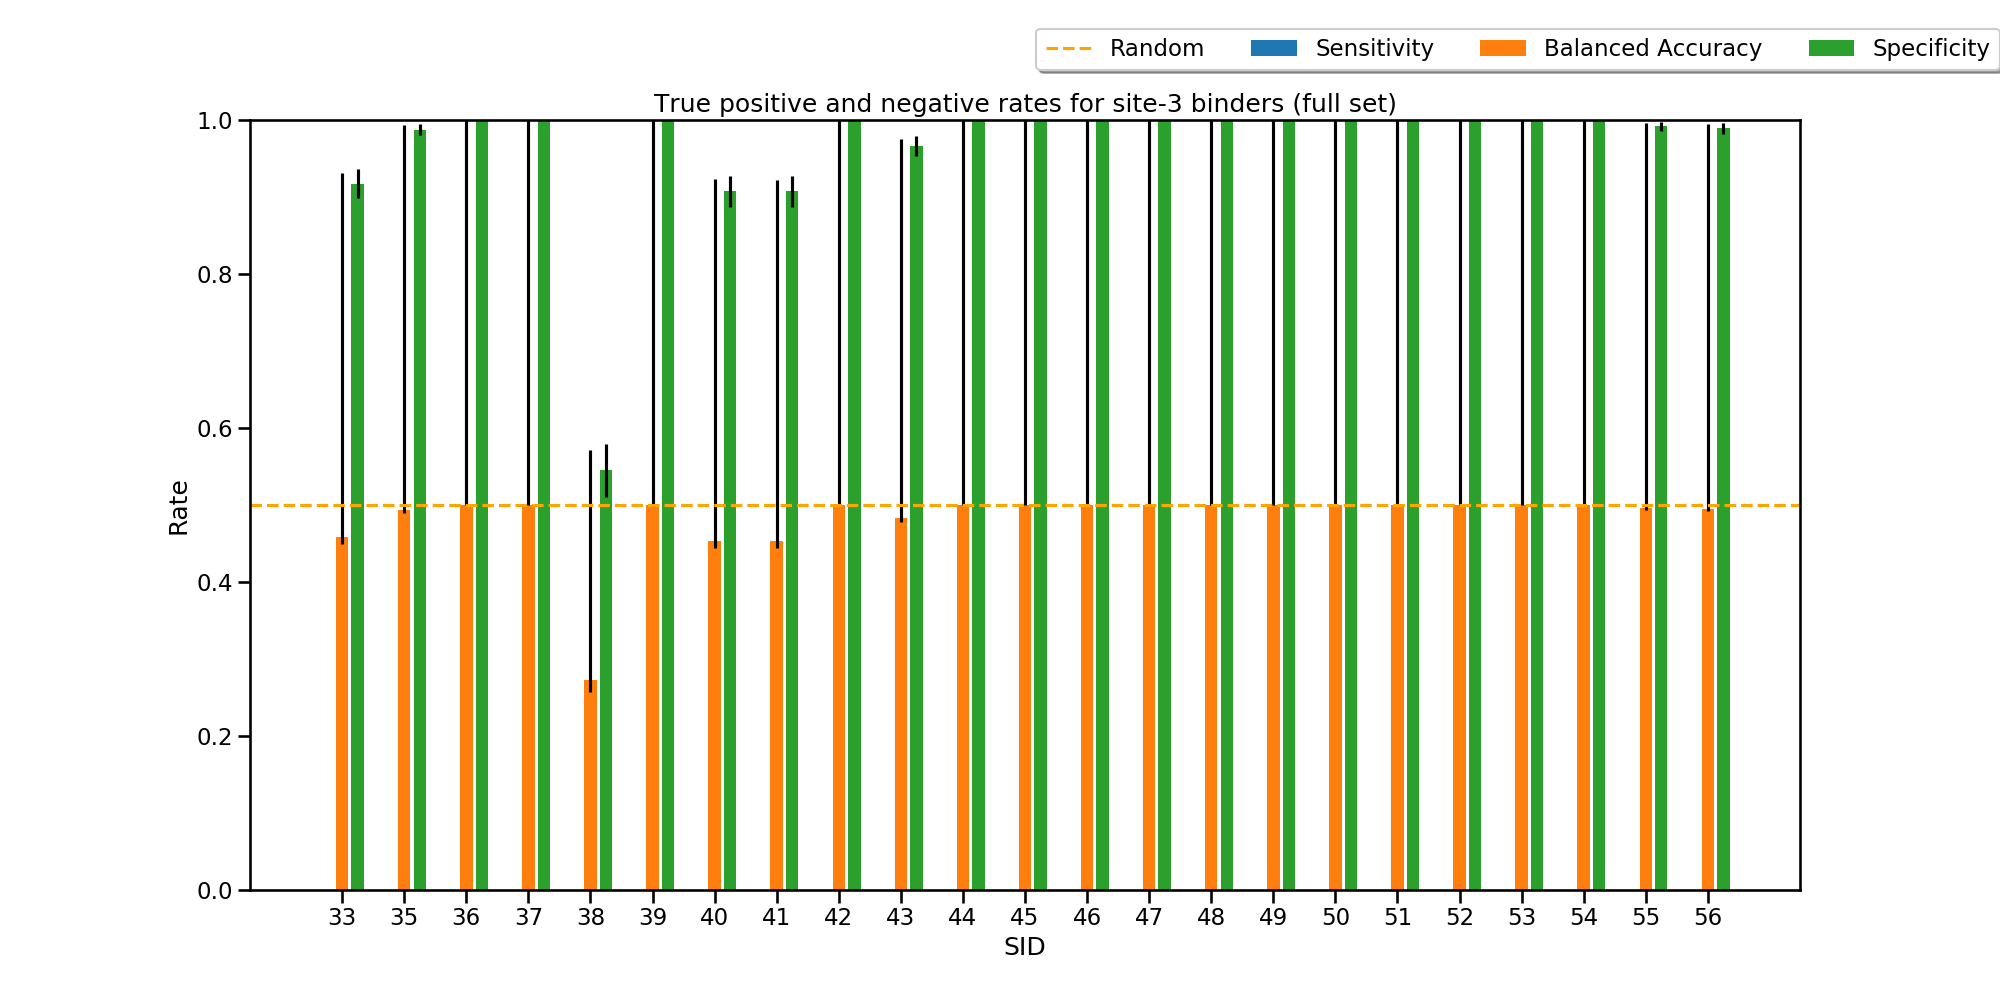 Random Sensitivity Balanced Accuracy Specificity
True positive and negative rates for site-3 binders (full set)
1.0
0.8
0.6
0.4
0.2
0.0
Rate
33 35 36 37 38 39 40 41 42 43 44 45 46 47 48 49 50 51 52 53 54 55 56
SID